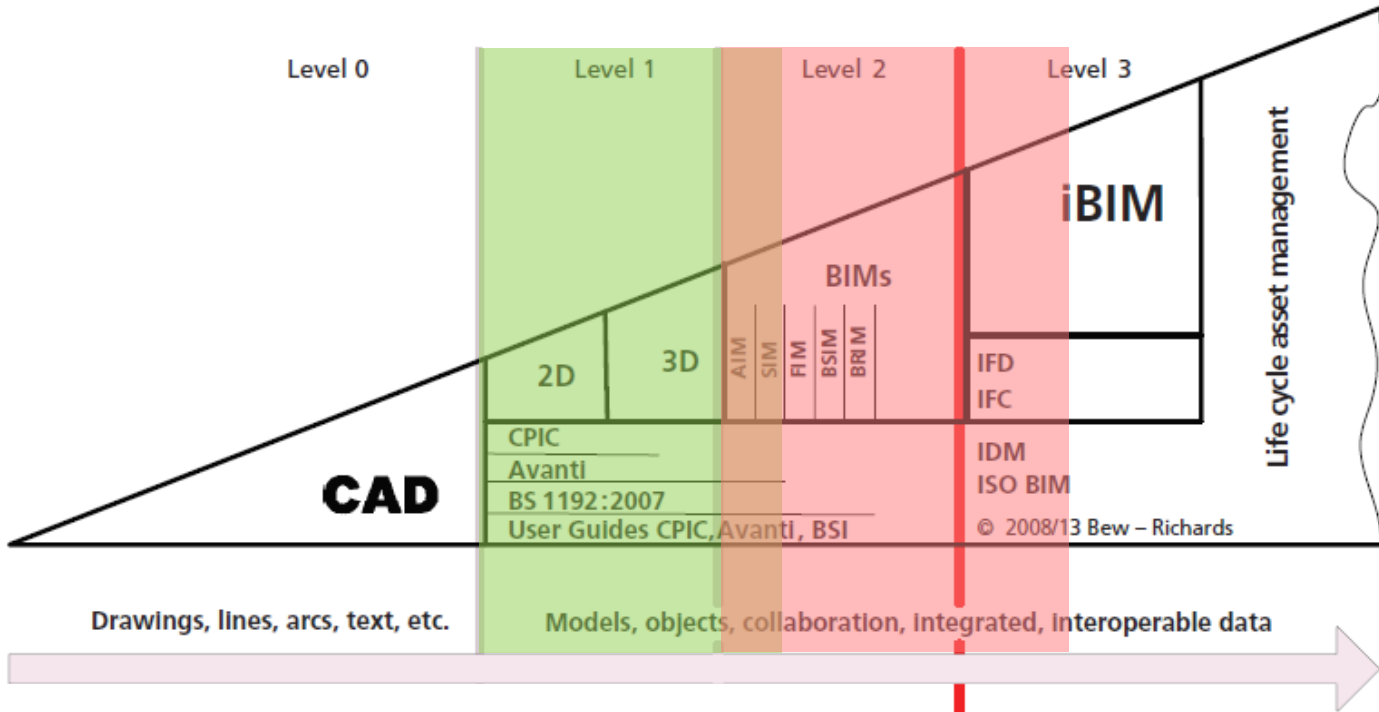 Level 0
Level 1
Level 2
Level 3
iBIM
BIMs
2D
3D
AIM
SIM
FIM
BSIM
BRIM
IFD
IFC
Life cycle asset management
CAD
CPIC
Avanti
BS 1192:2007
User Guides CPIC,Avanti, BSI
IDM
ISO BIM
© 2008/13 Bew – Richards
Drawings, lines, arcs, text, etc.
Models, objects, collaboration, integrated, interoperable data